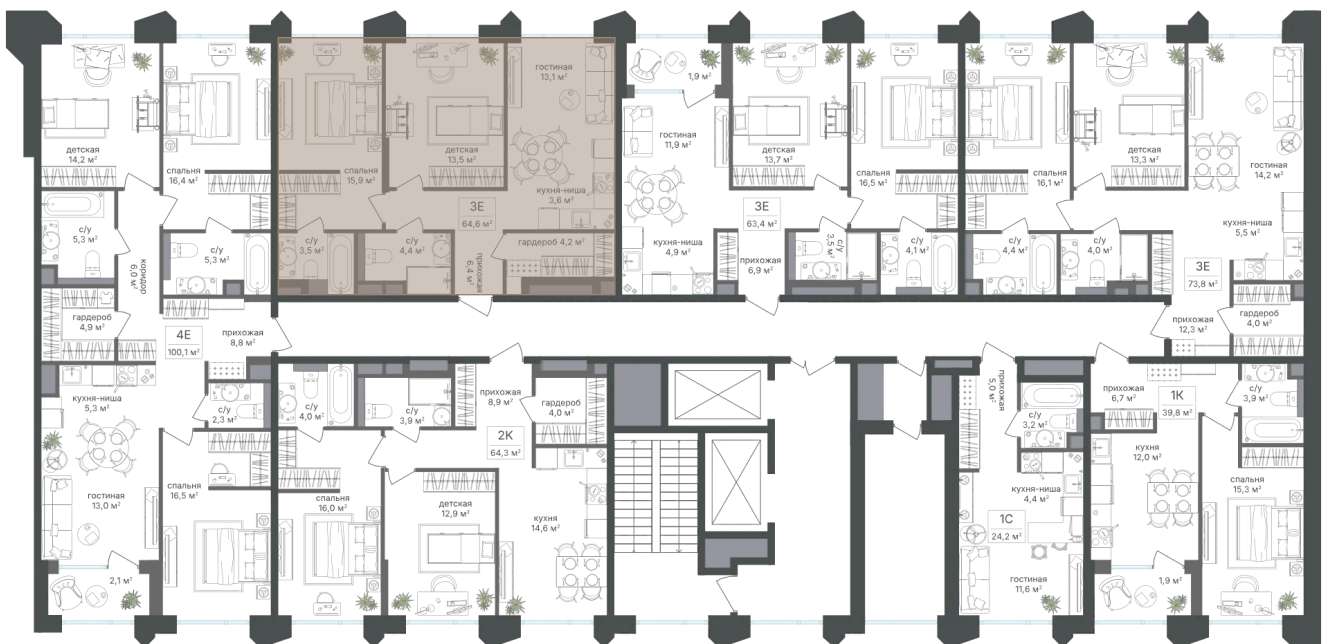 детская
14,2 м²
спальня
16,4 м²
с/у
5,3 м²
с/у
5,3 м²
коридор
6,0 м²
гардероб
4,9 м²
4Е
100,1 м²
прихожая
8,8 м²
кухня-ниша
5,3 м²
с/у
2,3 м²
гостиная
13,0 м²
спальня
16,5 м²
2,1 м²
спальня
15,9 м²
детская
13,5 м²
гостиная
13,1 м²
кухня-ниша
3,6 м²
3Е
64,6 м²
с/у
3,5 м²
с/у
4,4 м²
прихожая
6,4 м²
гардероб 4,2 м²
1,9 м²
гостиная
11,9 м²
детская
13,7 м²
спальня
16,5 м²
3Е
63,4 м²
кухня-ниша
4,9 м²
прихожая
6,9 м²
с/у
3,5 м²
с/у
4,1 м²
спальня
16,1 м²
детская
13,3 м²
гостиная
14,2 м²
кухня-ниша
5,5 м²
с/у
4,4 м²
с/у
4,0 м²
3Е
73,8 м²
прихожая
12,3 м²
гардероб
4,0 м²
с/у
4,0 м²
с/у
3,9 м²
прихожая
8,9 м²
гардероб
4,0 м²
2К
64,3 м²
спальня
16,0 м²
детская
12,9 м²
кухня
14,6 м²
прихожая
5,0 м²
с/у
3,2 м²
кухня-ниша
4,4 м²
1С
24,2 м²
гостиная
11,6 м²
прихожая
6,7 м²
1К
39,8 м²
с/у
3,9 м²
кухня
12,0 м²
спальня
15,3 м²
1,9 м²